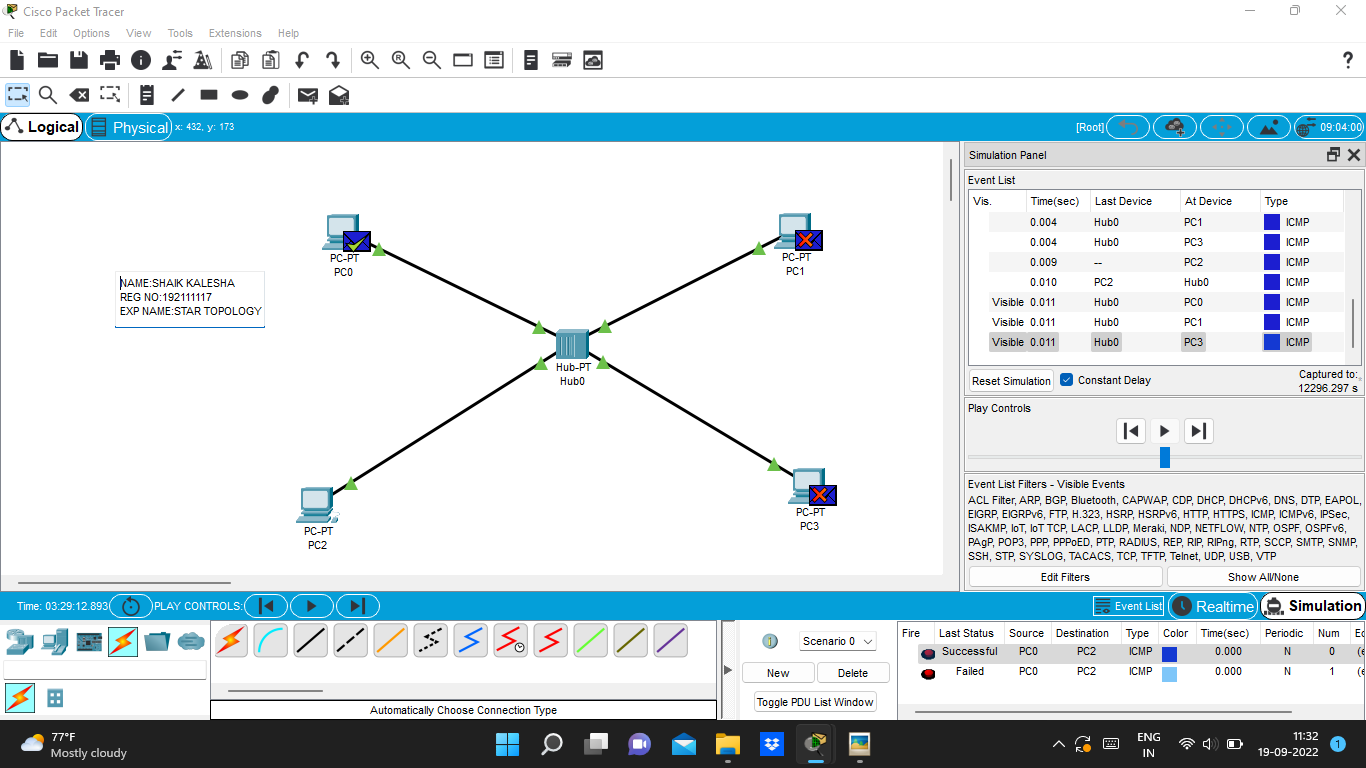 Cisco Packet Tracer
File Edit Options View Tools Extensions Help
?
Logical Physical x: 432, y: 173 [Root] 09:04:00
Simulation Panel
Event List
Vis. Time(sec) Last Device At Device Type
0.004 Hub0 PC1 ICMP
0.004 Hub0 PC3 ICMP
0.009 -- PC2 ICMP
0.010 PC2 Hub0 ICMP
Visible 0.011 Hub0 PC0 ICMP
Visible 0.011 Hub0 PC1 ICMP
Visible 0.011 Hub0 PC3 ICMP
Reset Simulation Constant Delay Captured to:
12296.297 s
Play Controls
Event List Filters - Visible Events
ACL Filter, ARP, BGP, Bluetooth, CAPWAP, CDP, DHCP, DHCPv6, DNS, DTP, EAPOL,
EIGRP, EIGRPv6, FTP, H.323, HSRP, HSRPv6, HTTP, HTTPS, ICMP, ICMPv6, IPSec,
ISAKMP, IoT, IoT TCP, LACP, LLDP, Meraki, NDP, NETFLOW, NTP, OSPF, OSPFv6,
PAgP, POP3, PPP, PPPoED, PTP, RADIUS, REP, RIP, RIPng, RTP, SCCP, SMTP, SNMP,
SSH, STP, SYSLOG, TACACS, TCP, TFTP, Telnet, UDP, USB, VTP
Edit Filters Show All/None
PC-PT
PC0
PC-PT
PC1
NAME:SHAIK KALESHA
REG NO:192111117
EXP NAME:STAR TOPOLOGY
Hub-PT
Hub0
PC-PT
PC2
PC-PT
PC3
Time: 03:29:12.893 PLAY CONTROLS: Event List Realtime Simulation
Automatically Choose Connection Type
Scenario 0
New Delete
Toggle PDU List Window
Fire Last Status Source Destination Type Color Time(sec) Periodic Num
Successful PC0 PC2 ICMP 0.000 N 0 (e
Failed PC0 PC2 ICMP 0.000 N 1 (e
77°F
Mostly cloudy
ENG
IN
11:32
19-09-2022
1